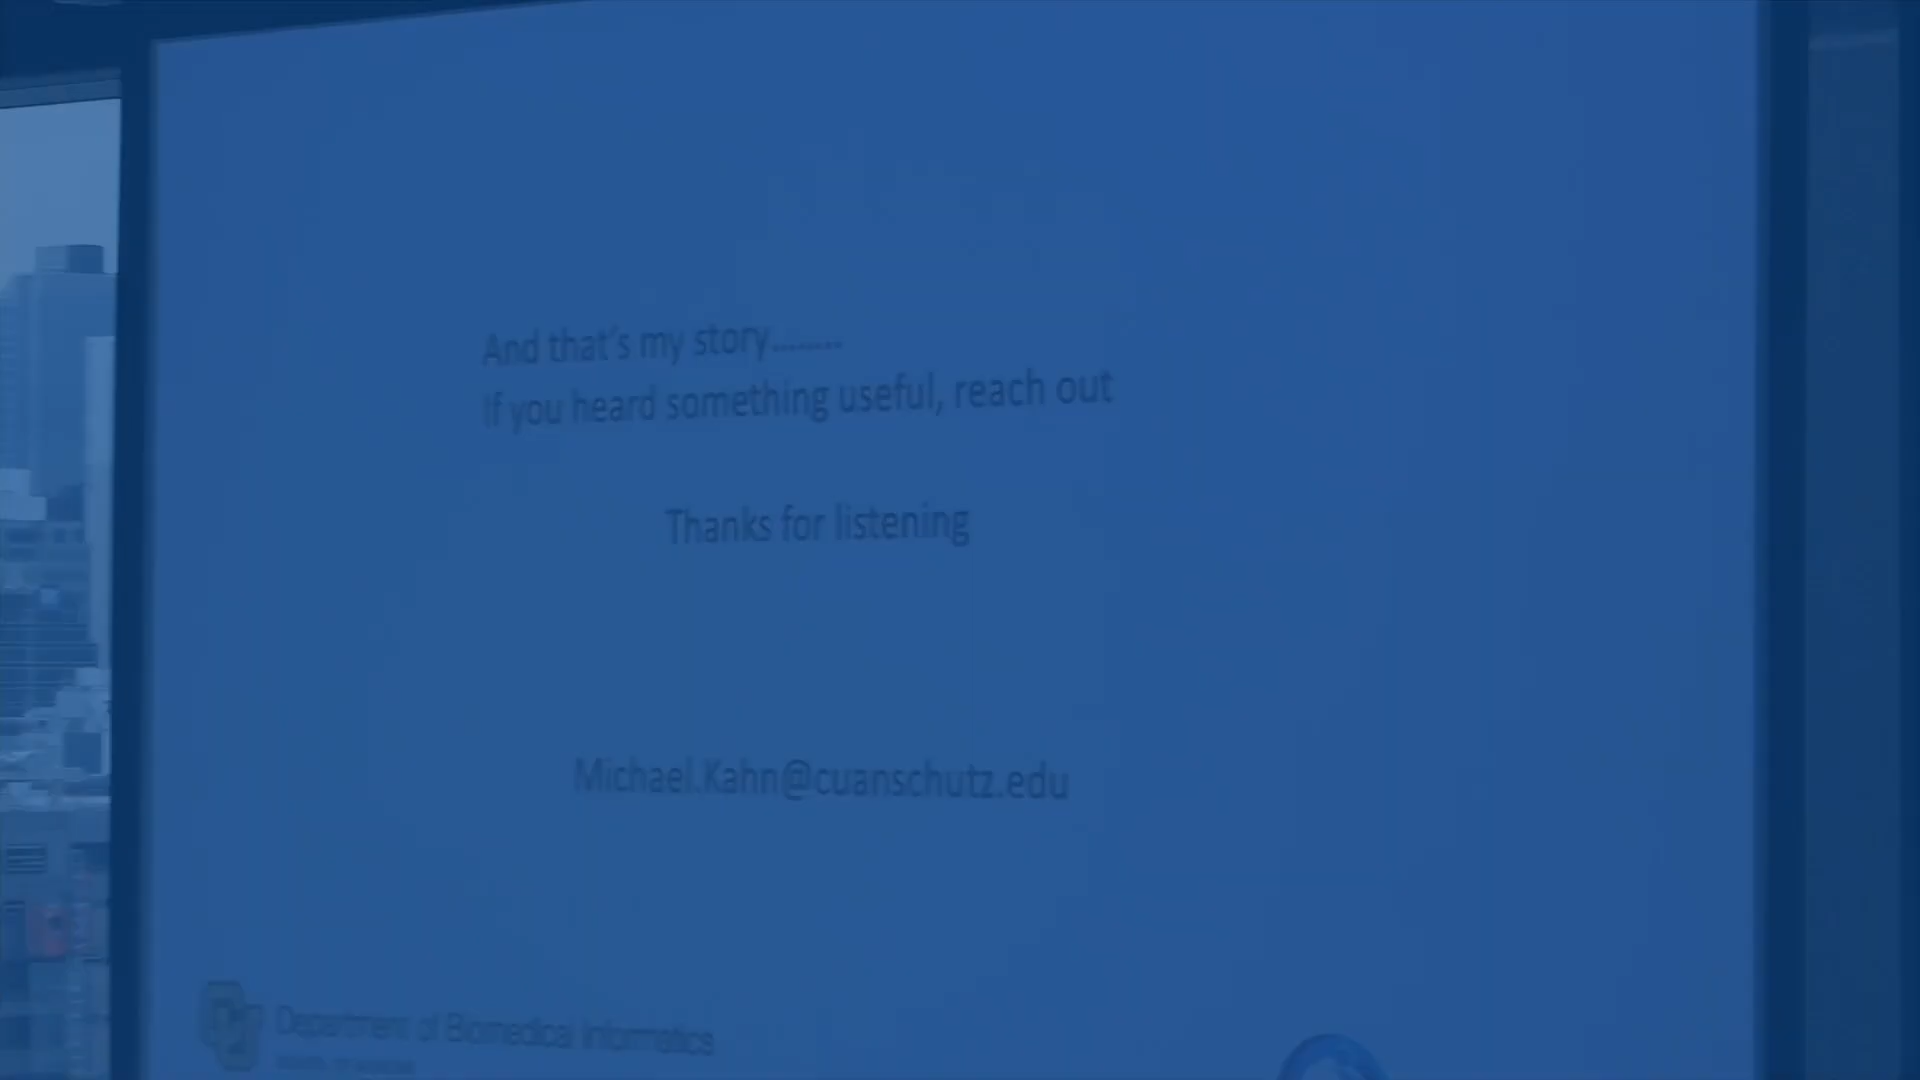 And that's my story........
If you heard something useful, reach out
Thanks for listening
Michael.Kahn@cuanschutz.edu
Department of Biomedical Informatics